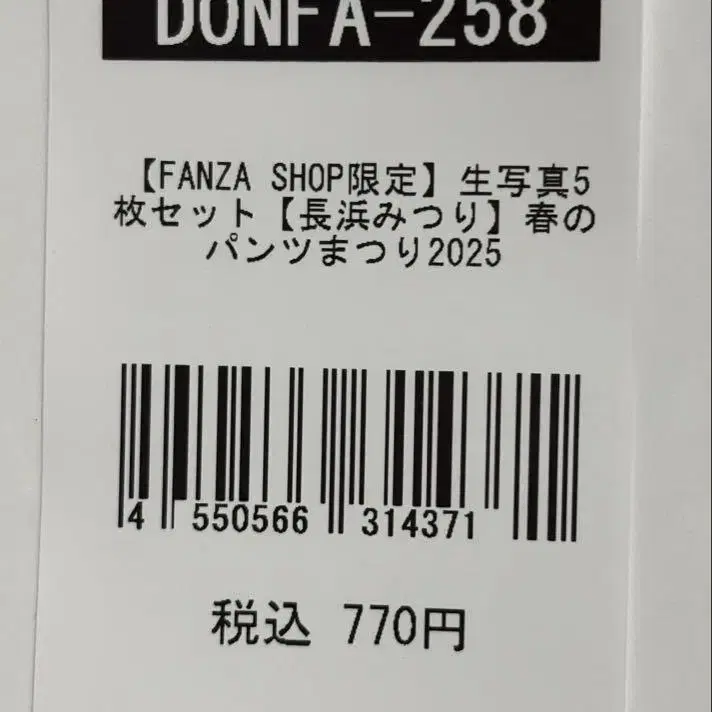 DONFA-258
【FANZA SHOP限定】生写真5
枚セット【長浜みつり】春の
パンツまつり2025
4 550566 314371
税込 770円